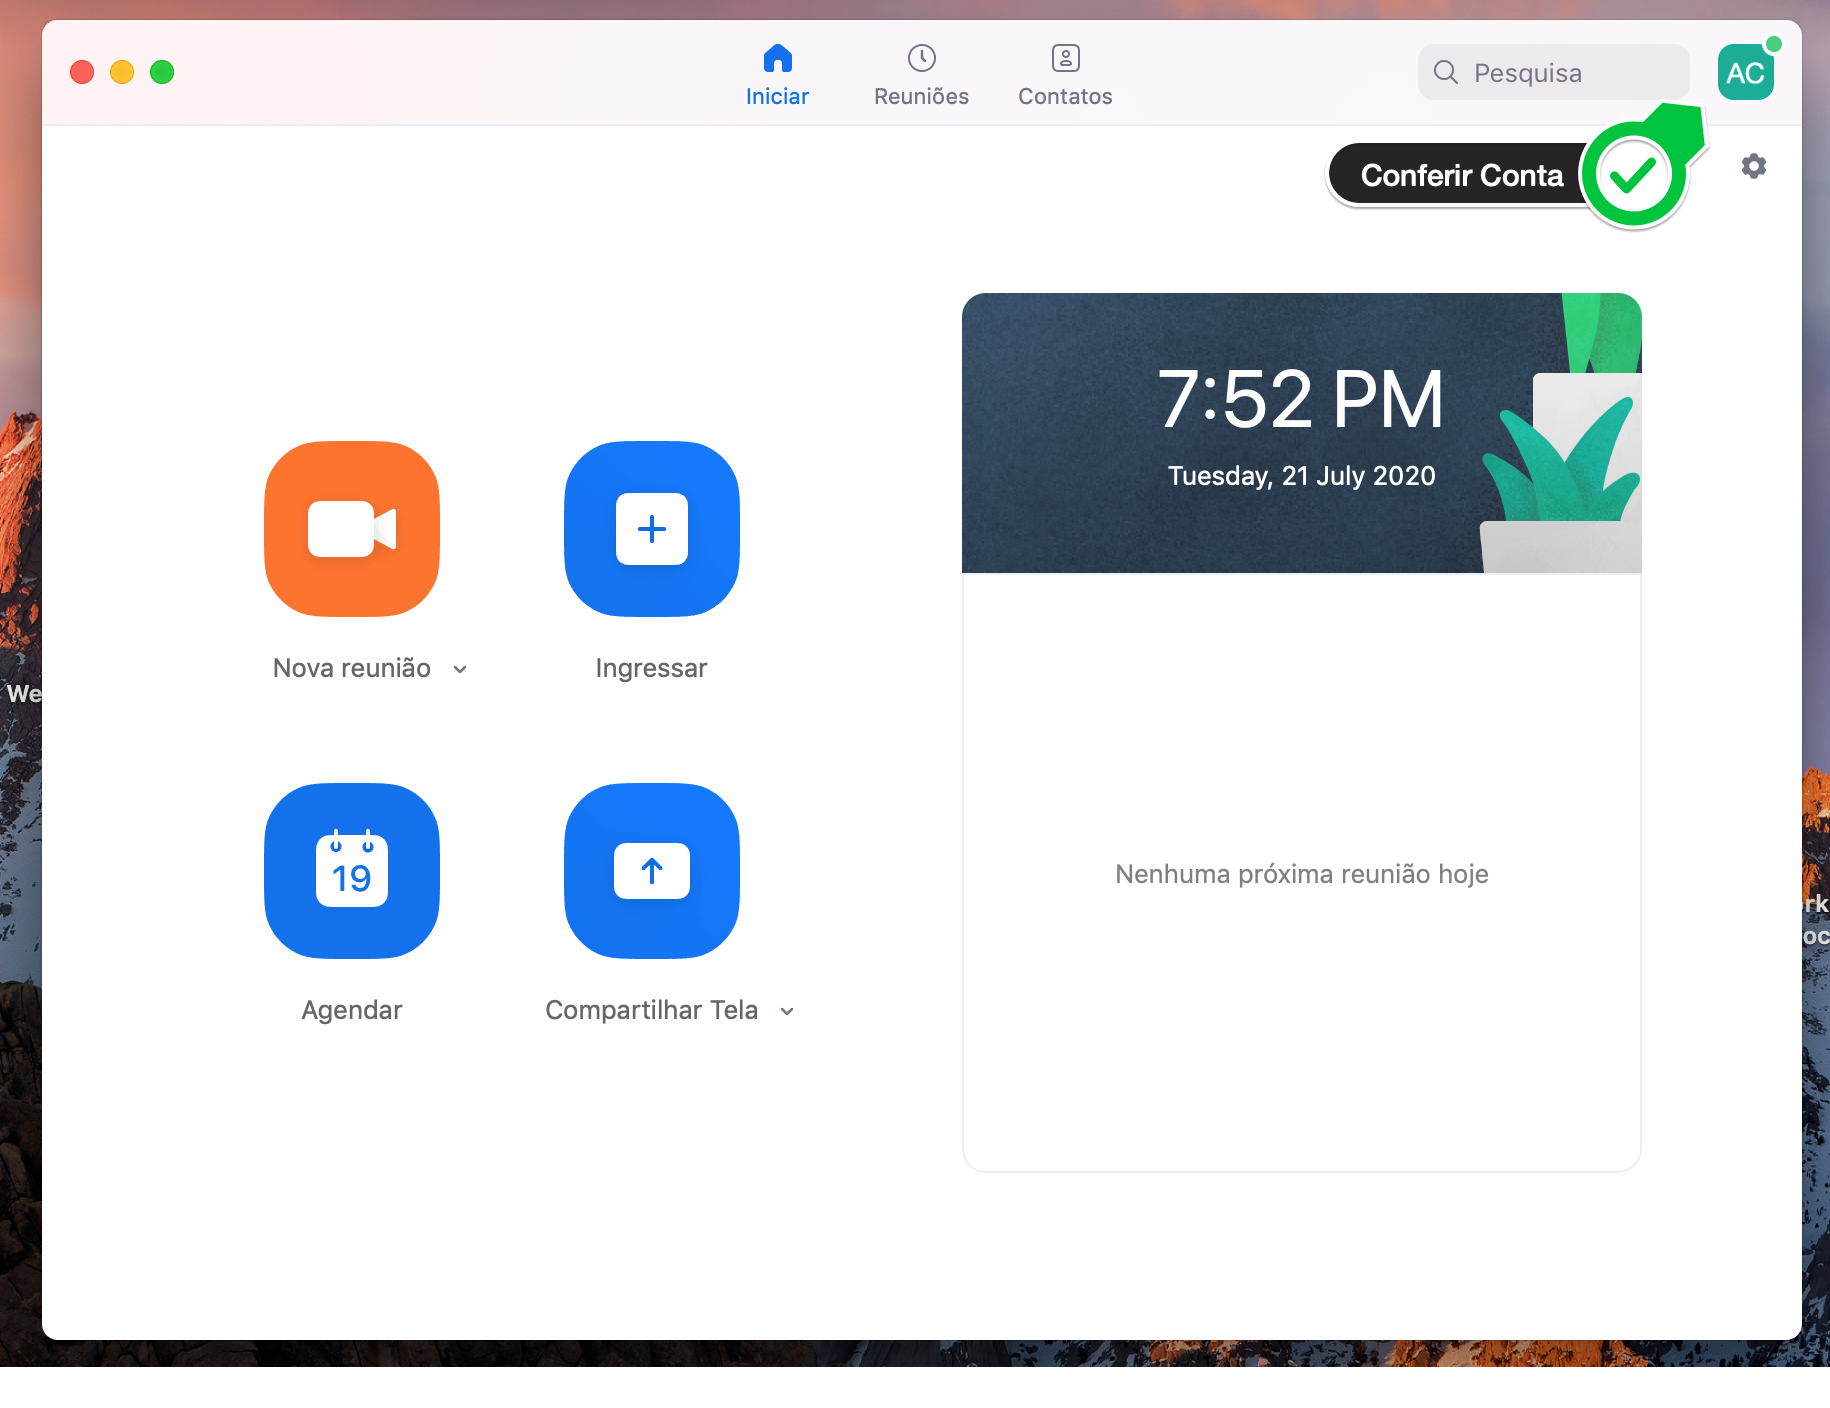 Iniciar
Reuniões
Contatos
Pesquisa
AC
Conferir Conta
7:52 PM
Tuesday, 21 July 2020
Nova reunião
Ingressar
We
Nenhuma próxima reunião hoje
19
rk
oc
Agendar
Compartilhar Tela